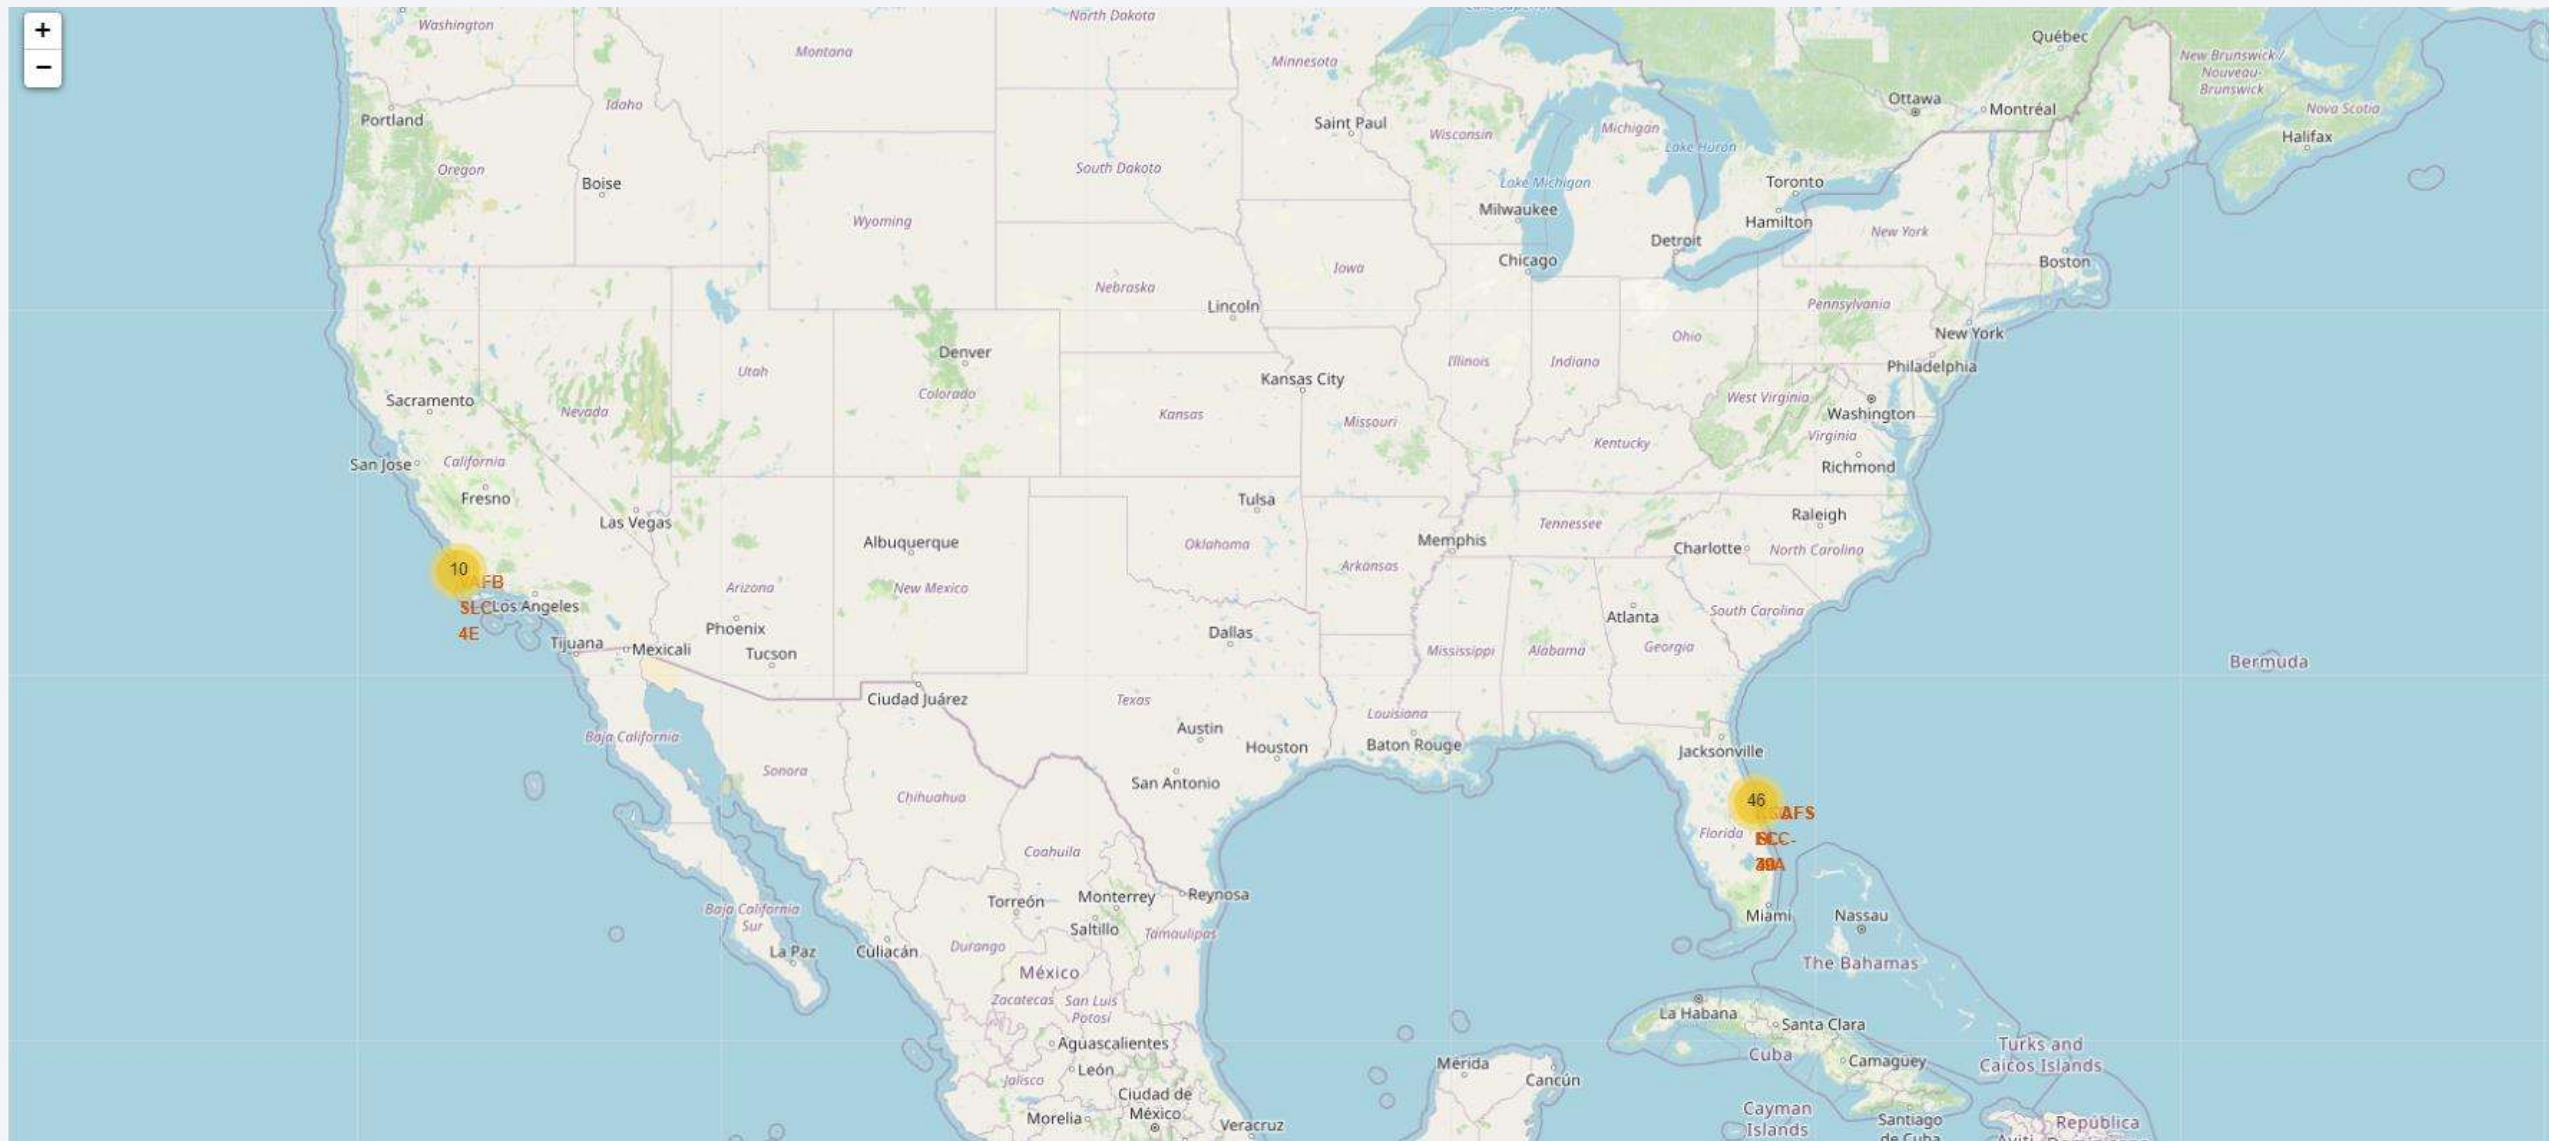 +
−
Washington
Montana
North Dakota
Minnesota
Québec
New Brunswick/
Nouveau-
Brunswick
Idaho
Portland
Oregon
Boise
Saint Paul
Wisconsin
Michigan
Lake Huron
Ottawa
Montréal
Nova Scotia
Halifax
South Dakota
Wyoming
Lake Michigan
Milwaukee
Toronto
Hamilton
Detroit
Chicago
New York
Boston
Iowa
Nebraska
Lincoln
Pennsylvania
New York
Ohio
Denver
Utah
Colorado
Illinois
Indiana
Philadelphia
Kansas City
Sacramento
Nevada
Kansas
Missouri
West Virginia
Washington
Virginia
Kentucky
San Jose
California
Richmond
Fresno
Las Vegas
Tulsa
Tennessee
Raleigh
Albuquerque
Oklahoma
Memphis
Charlotte
North Carolina
10
VAFB
SLC-
4E
Los Angeles
Arizona
New Mexico
Arkansas
South Carolina
Atlanta
Phoenix
Tucson
Dallas
Tijuana
Mexicali
Mississippi
Alabama
Georgia
Bermuda
Ciudad Juárez
Texas
Louisiana
Austin
Houston
Baton Rouge
Jacksonville
Baja California
Sonora
San Antonio
Chihuahua
46
Florida
Coahuila
Torreón
Monterrey
Reynosa
Saltillo
Tamaulipas
Baja California
Sur
La Paz
Culiacán
Durango
México
Miami
Nassau
The Bahamas
Zacatecas
San Luis
Potosí
La Habana
Santa Clara
Aguascalientes
León
Jalisco
Ciudad de
México
Morelia
Veracruz
Mérida
Cancún
Cuba
Camagüey
Turks and
Caicos Islands
Cayman
Islands
Santiago
de Cuba
República